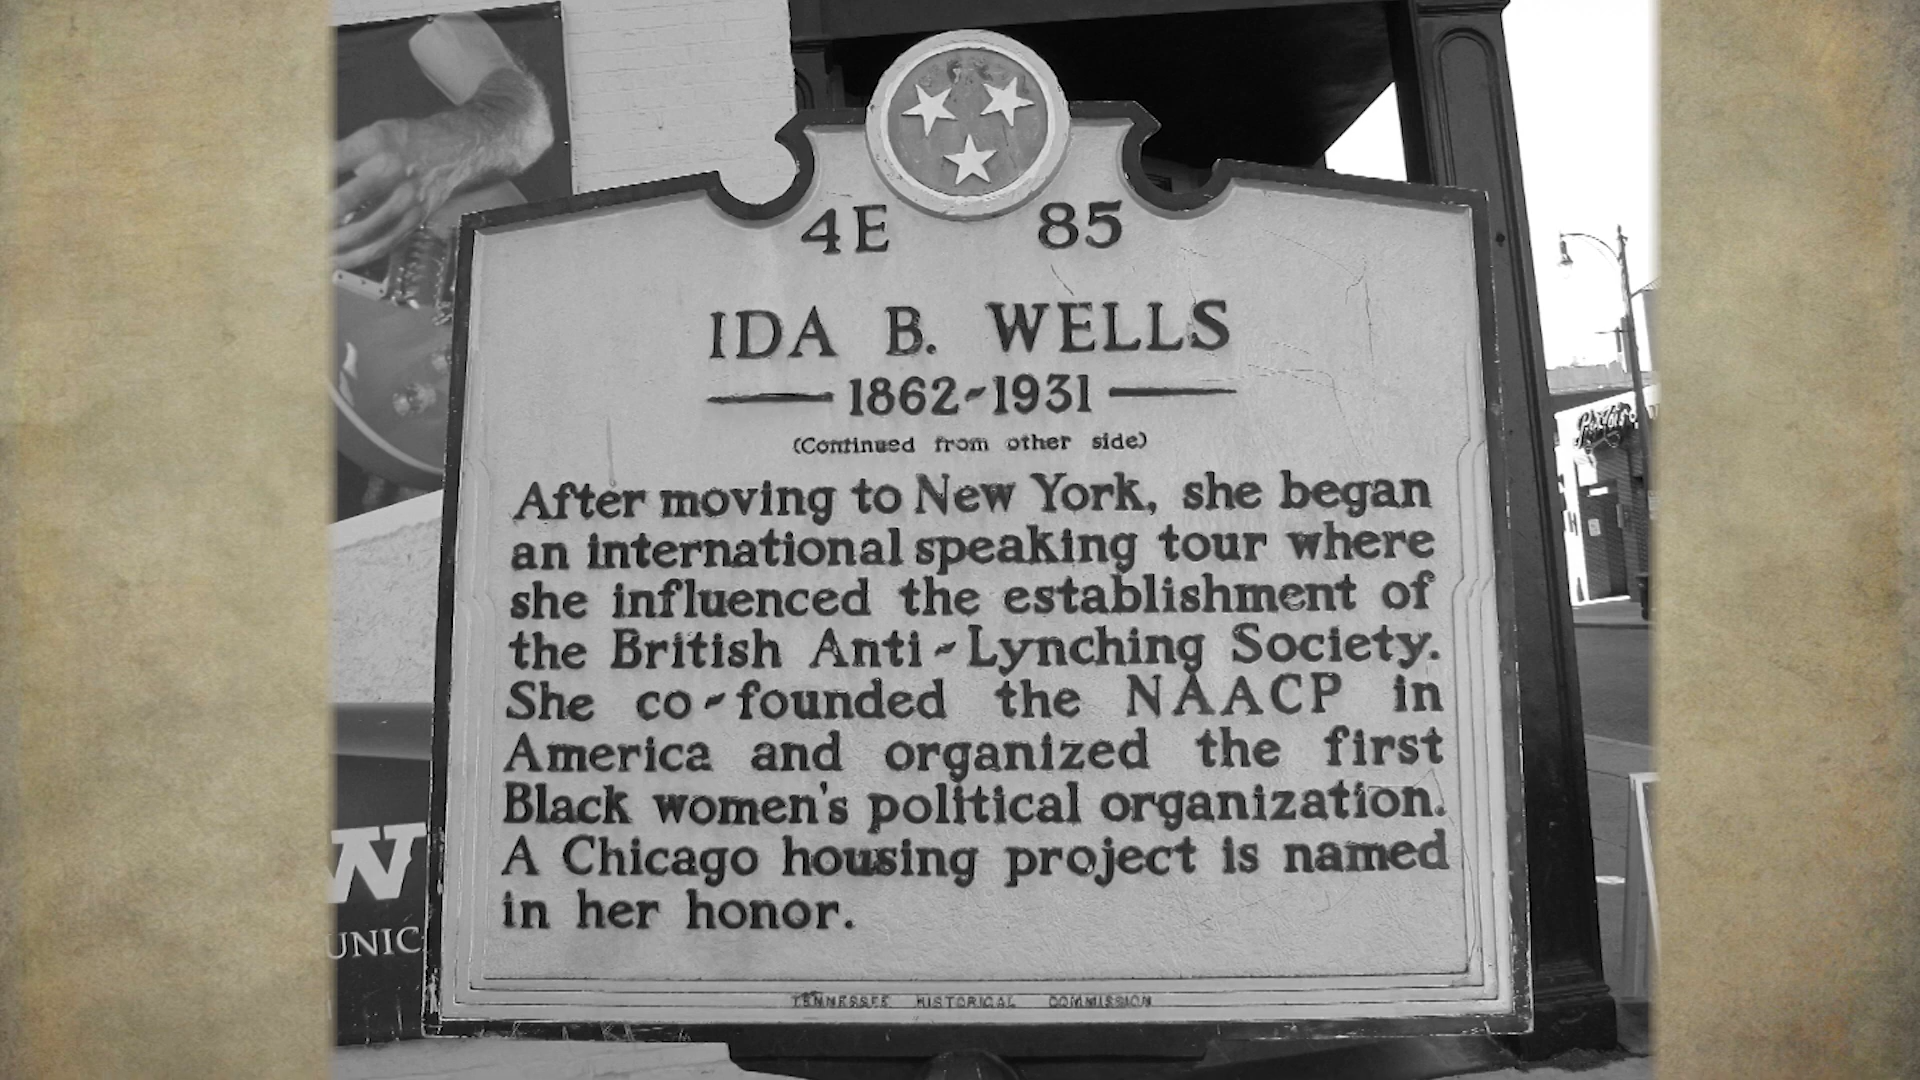 4E 85
IDA B. WELLS
1862-1931
(Continued from other side)
After moving to New York, she began
an international speaking tour where
she influenced the establishment of
the British Anti-Lynching Society.
She co-founded the NAACP in
America and organized the first
Black women's political organization.
A Chicago housing project is named
in her honor.
TENNESSEE HISTORICAL COMMISSION
W
UNIC